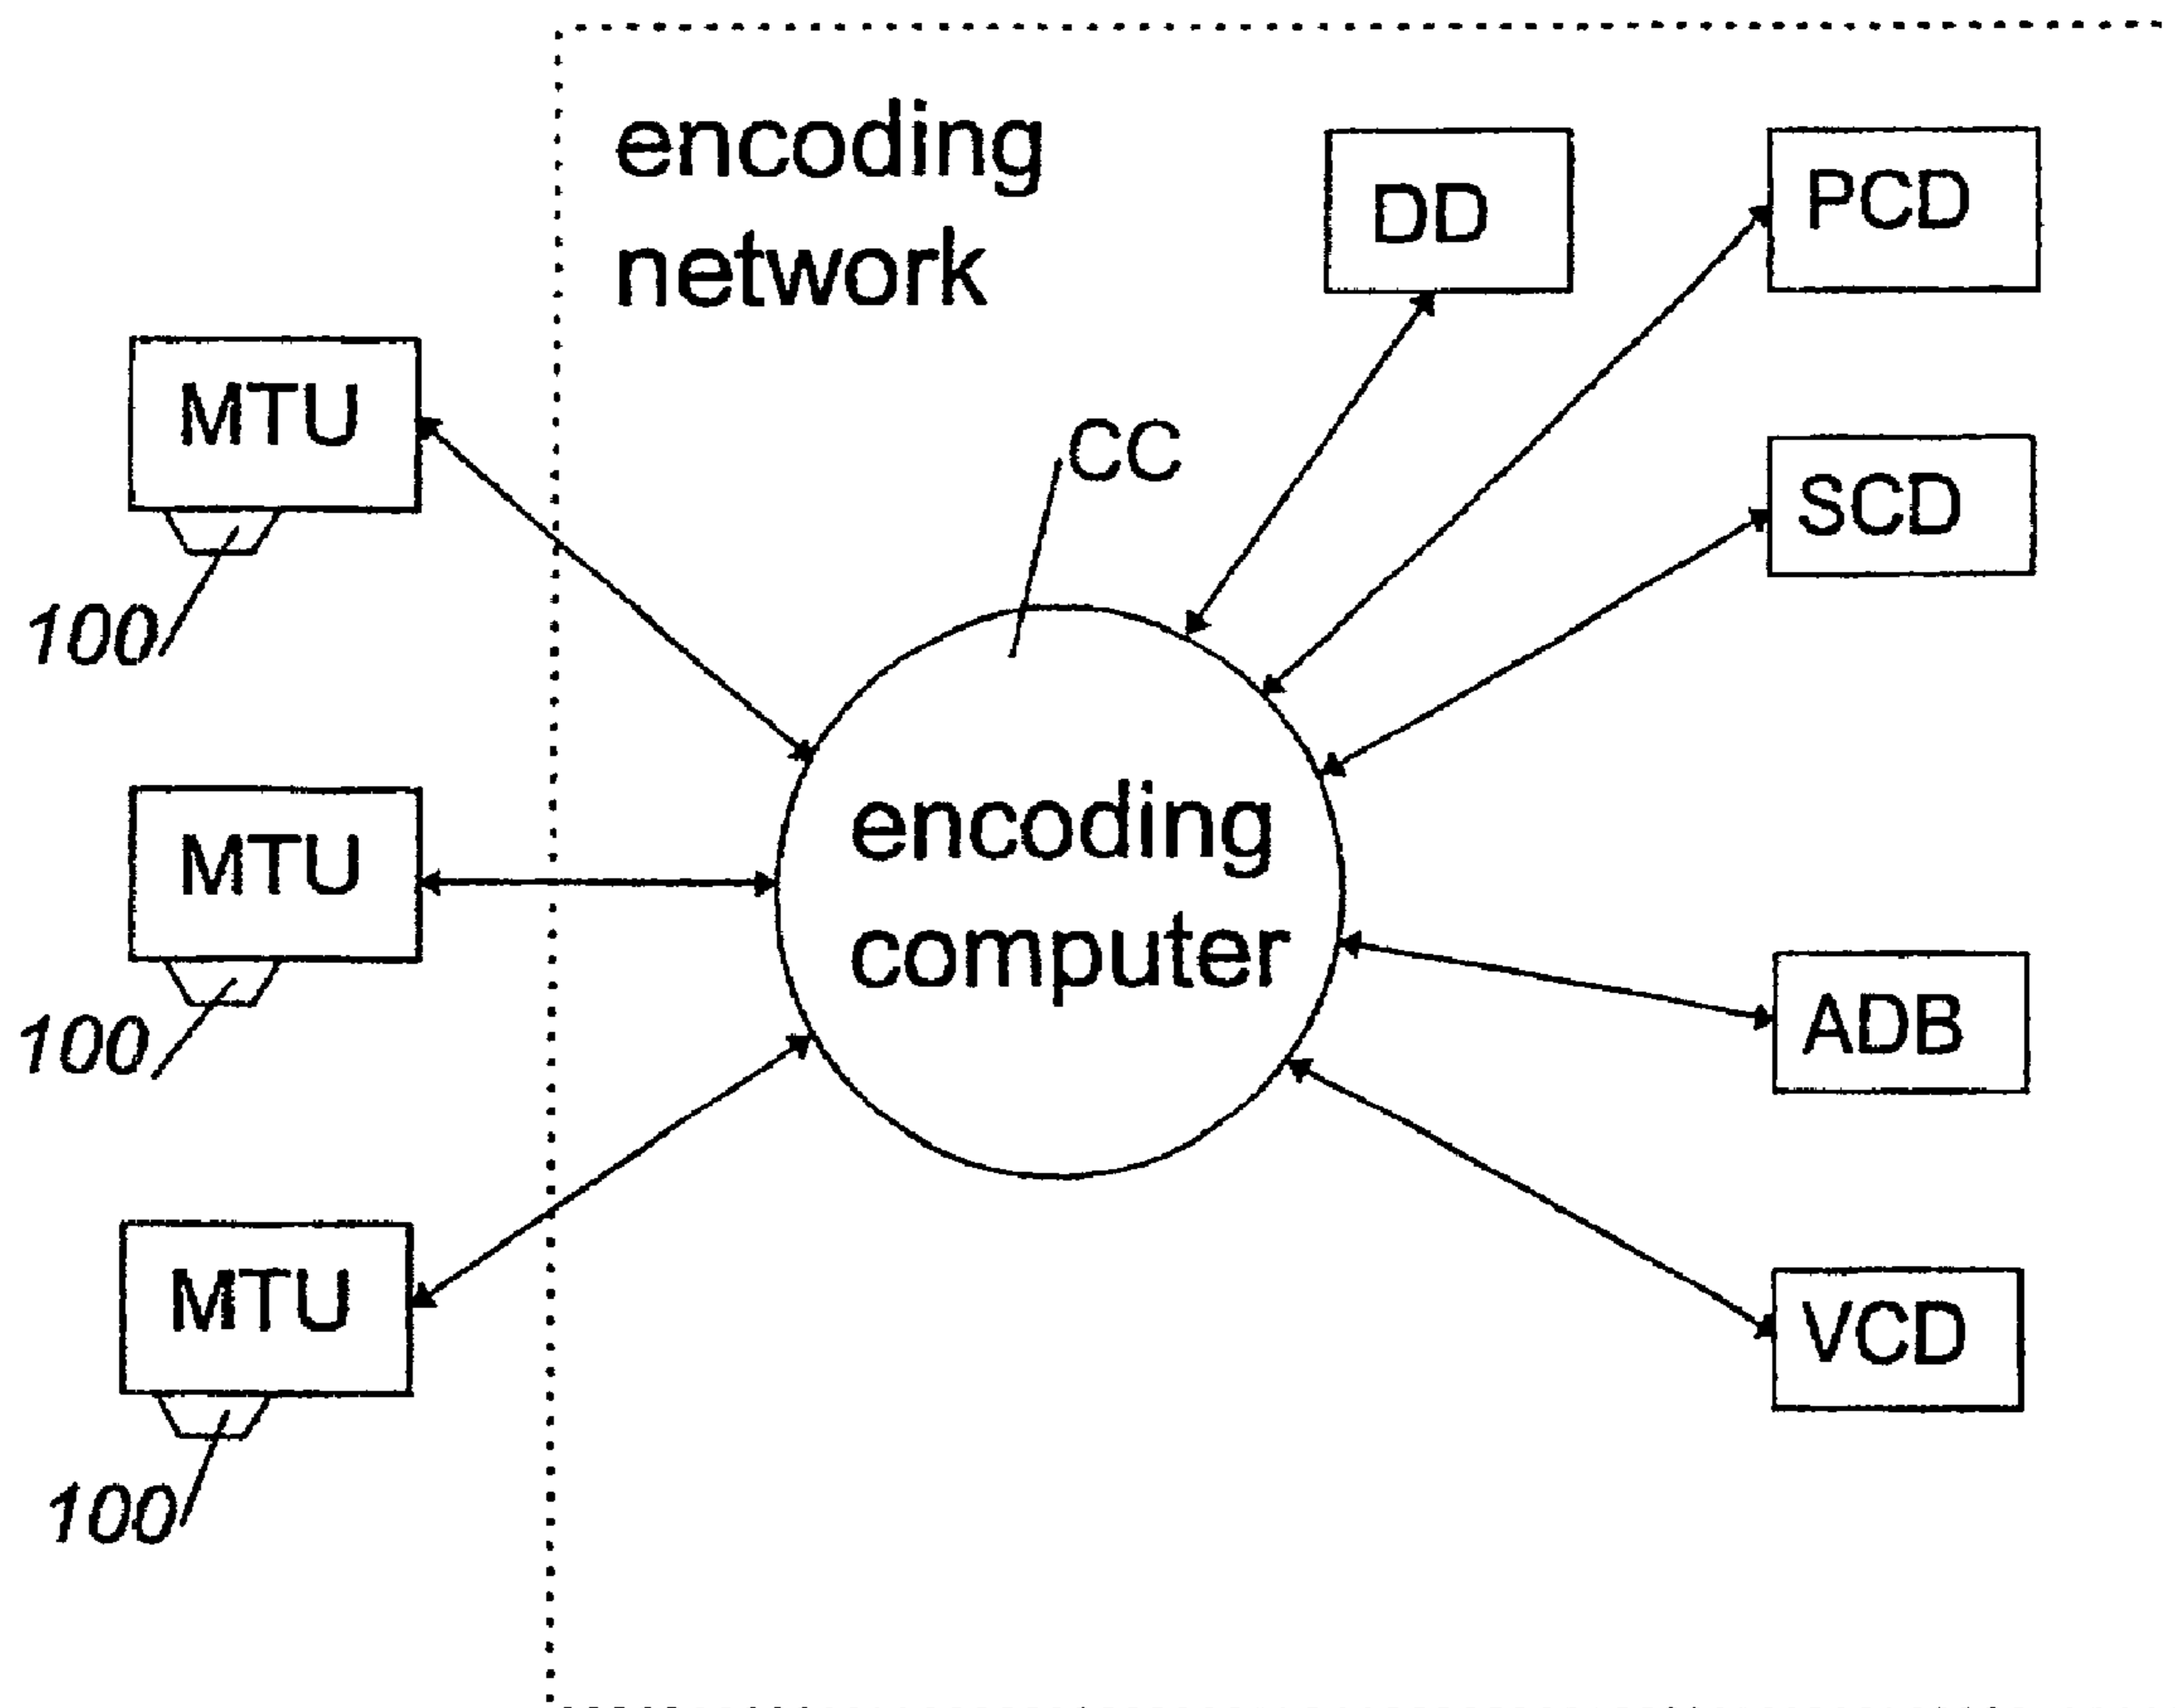 encoding
network
DD
PCD
MTU
CC
SCD
100
encoding
computer
MTU
100
ADB
MTU
VCD
100